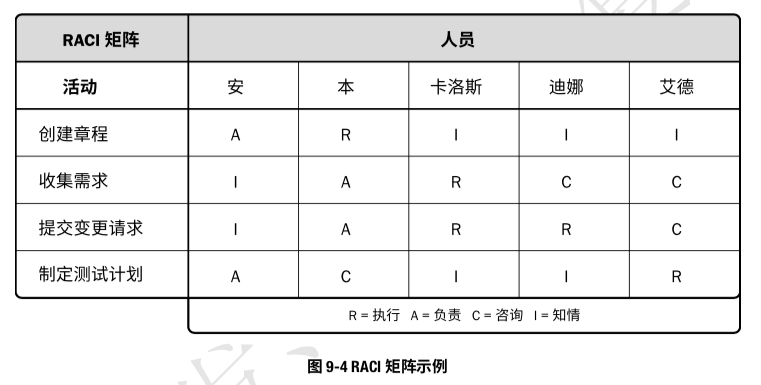 RACI 矩阵 人员
活动 安 本 卡洛斯 迪娜 艾德
创建章程 A R I I I
收集需求 I A R C C
提交变更请求 I A R R C
制定测试计划 A C I I R
R = 执行 A = 负责 C = 咨询 I = 知情
图 9-4 RACI 矩阵示例